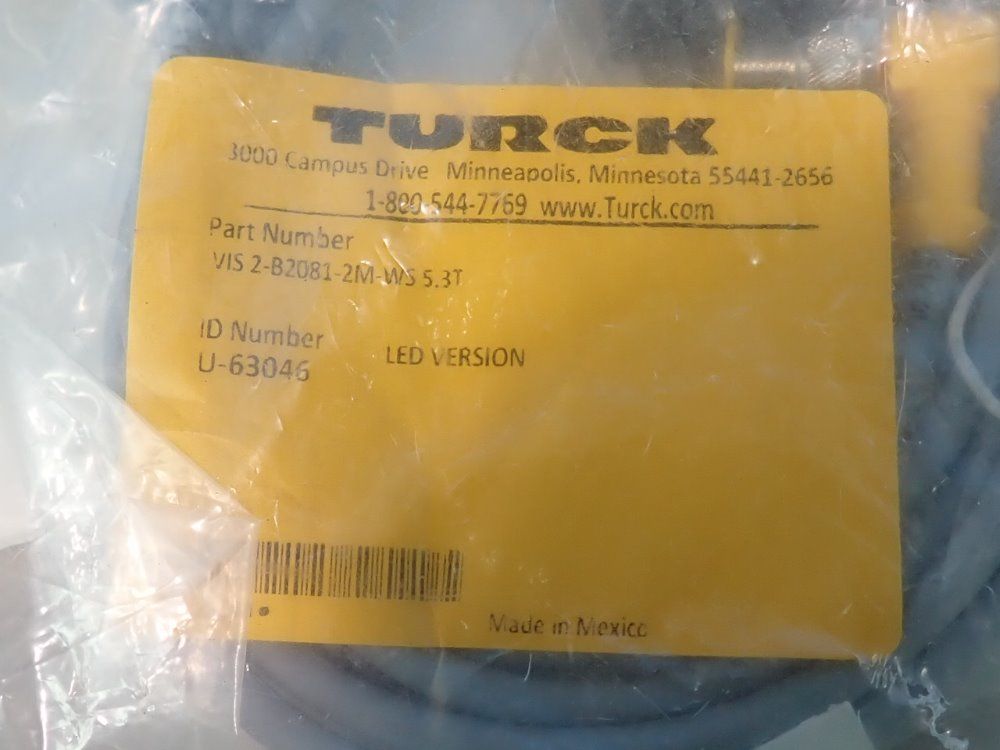 TURCK
3000 Campus Drive Minneapolis, Minnesota 55441-2656
1-800-544-7769 www.Turck.com
Part Number
VIS 2-B2081-2M-WS 5.3T
ID Number
U-63046
LED VERSION
Made in Mexico